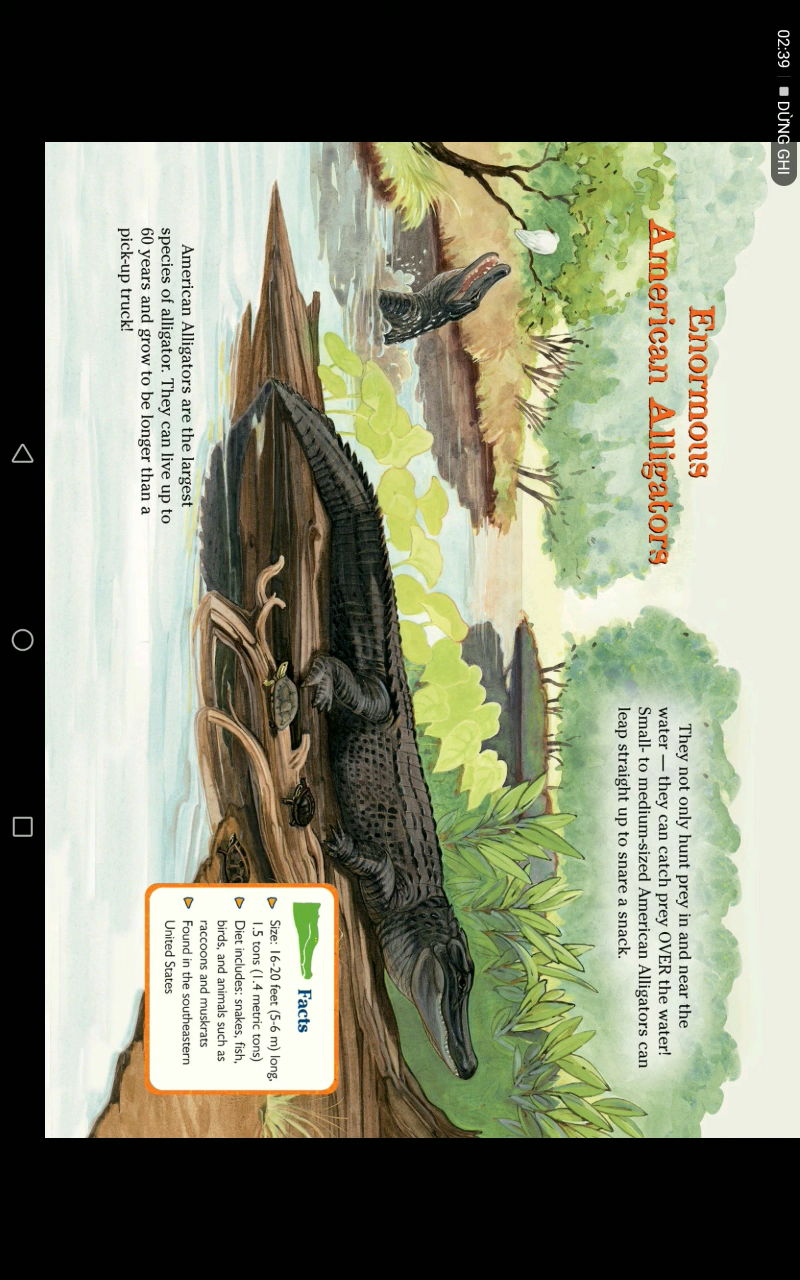 02:39
DỪNG GHI
Enormous
American Alligators
They not only hunt prey in and near the
water — they can catch prey OVER the water!
Small- to medium-sized American Alligators can
leap straight up to snare a snack.
American Alligators are the largest
species of alligator. They can live up to
60 years and grow to be longer than a
pick-up truck!
Facts
Size: 16-20 feet (5-6 m) long,
1.5 tons (1.4 metric tons)
Diet includes: snakes, fish,
birds, and animals such as
raccoons and muskrats
Found in the southeastern
United States